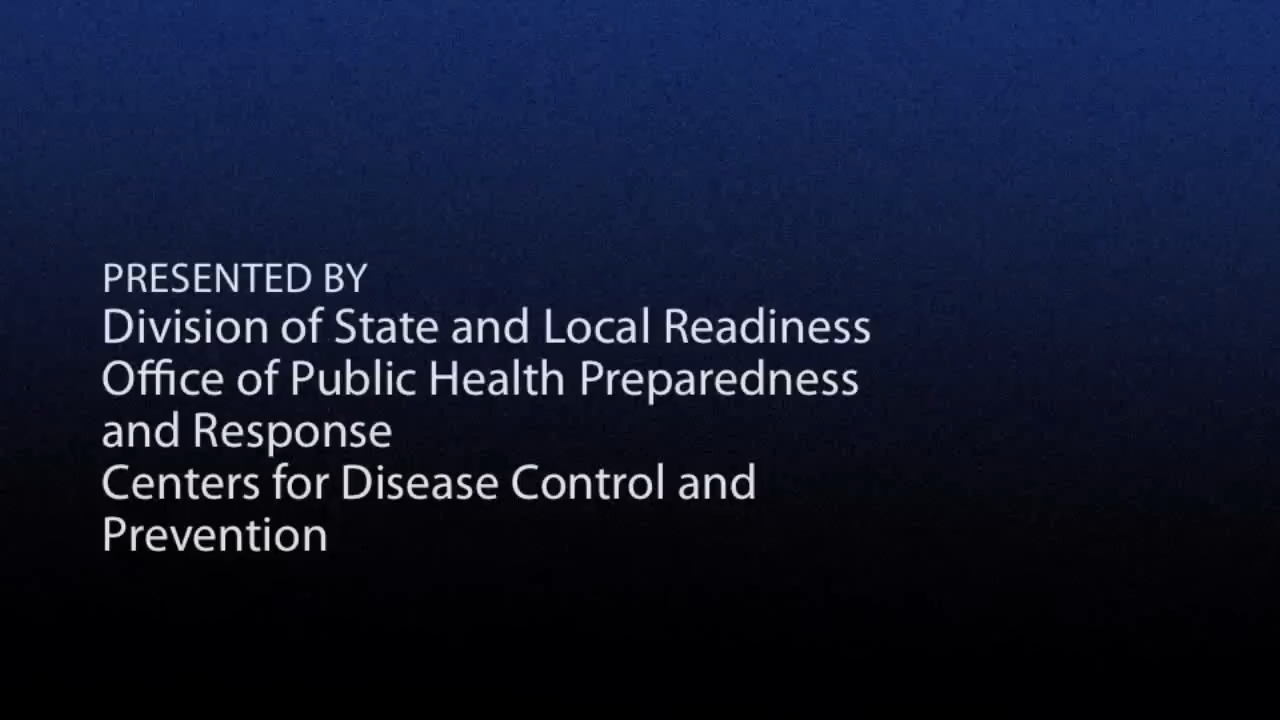 PRESENTED BY
Division of State and Local Readiness
Office of Public Health Preparedness
and Response
Centers for Disease Control and
Prevention